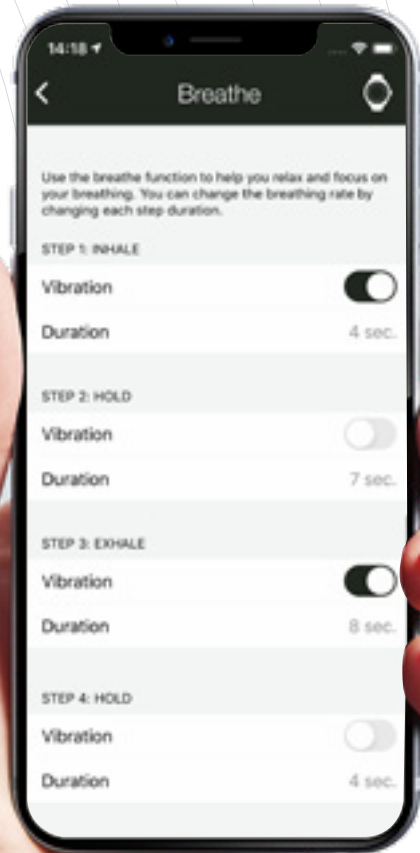 14:18
Breathe
Use the breathe function to help you relax and focus on
your breathing. You can change the breathing rate by
changing each step duration.
STEP 1: INHALE
Vibration
Duration 4 sec.
STEP 2: HOLD
Vibration
Duration 7 sec.
STEP 3: EXHALE
Vibration
Duration 8 sec.
STEP 4: HOLD
Vibration
Duration 4 sec.